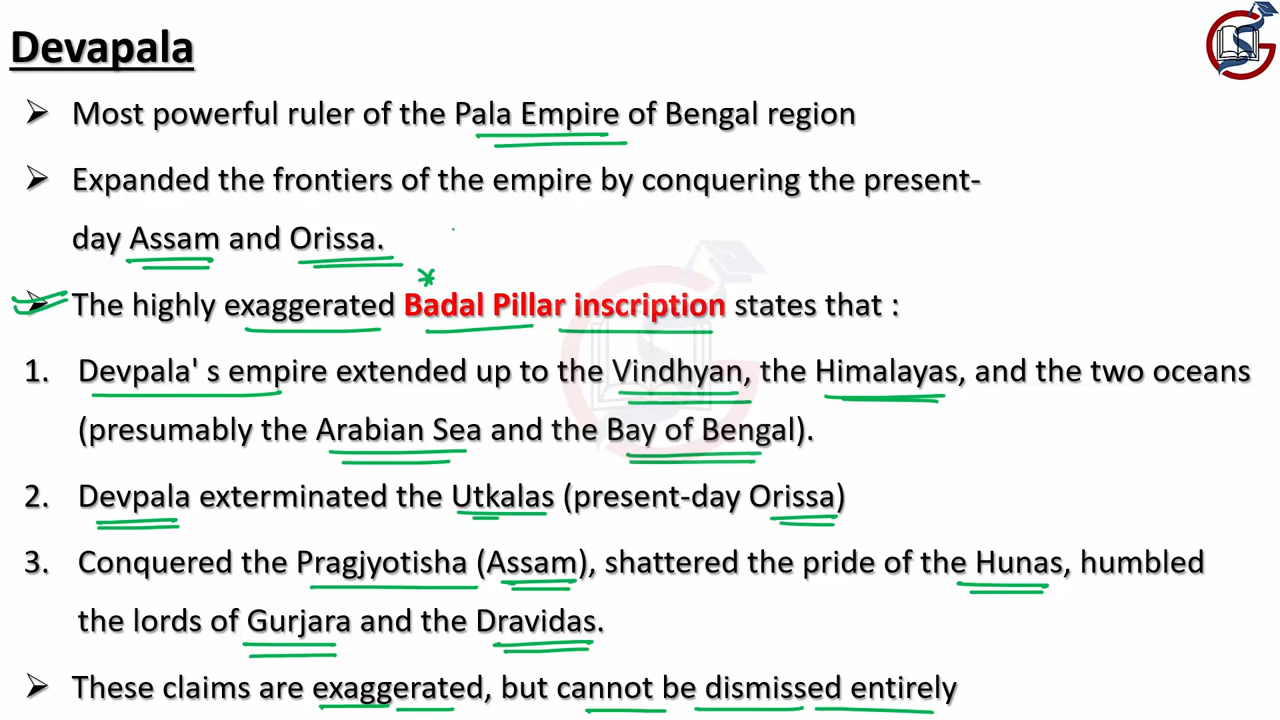 Devapala
➢ Most powerful ruler of the Pala Empire of Bengal region
➢ Expanded the frontiers of the empire by conquering the present-
day Assam and Orissa.
➢ The highly exaggerated Badal Pillar inscription states that :
1. Devpala' s empire extended up to the Vindhyan, the Himalayas, and the two oceans
(presumably the Arabian Sea and the Bay of Bengal).
2. Devpala exterminated the Utkalas (present-day Orissa)
3. Conquered the Pragjyotisha (Assam), shattered the pride of the Hunas, humbled
the lords of Gurjara and the Dravidas.
➢ These claims are exaggerated, but cannot be dismissed entirely